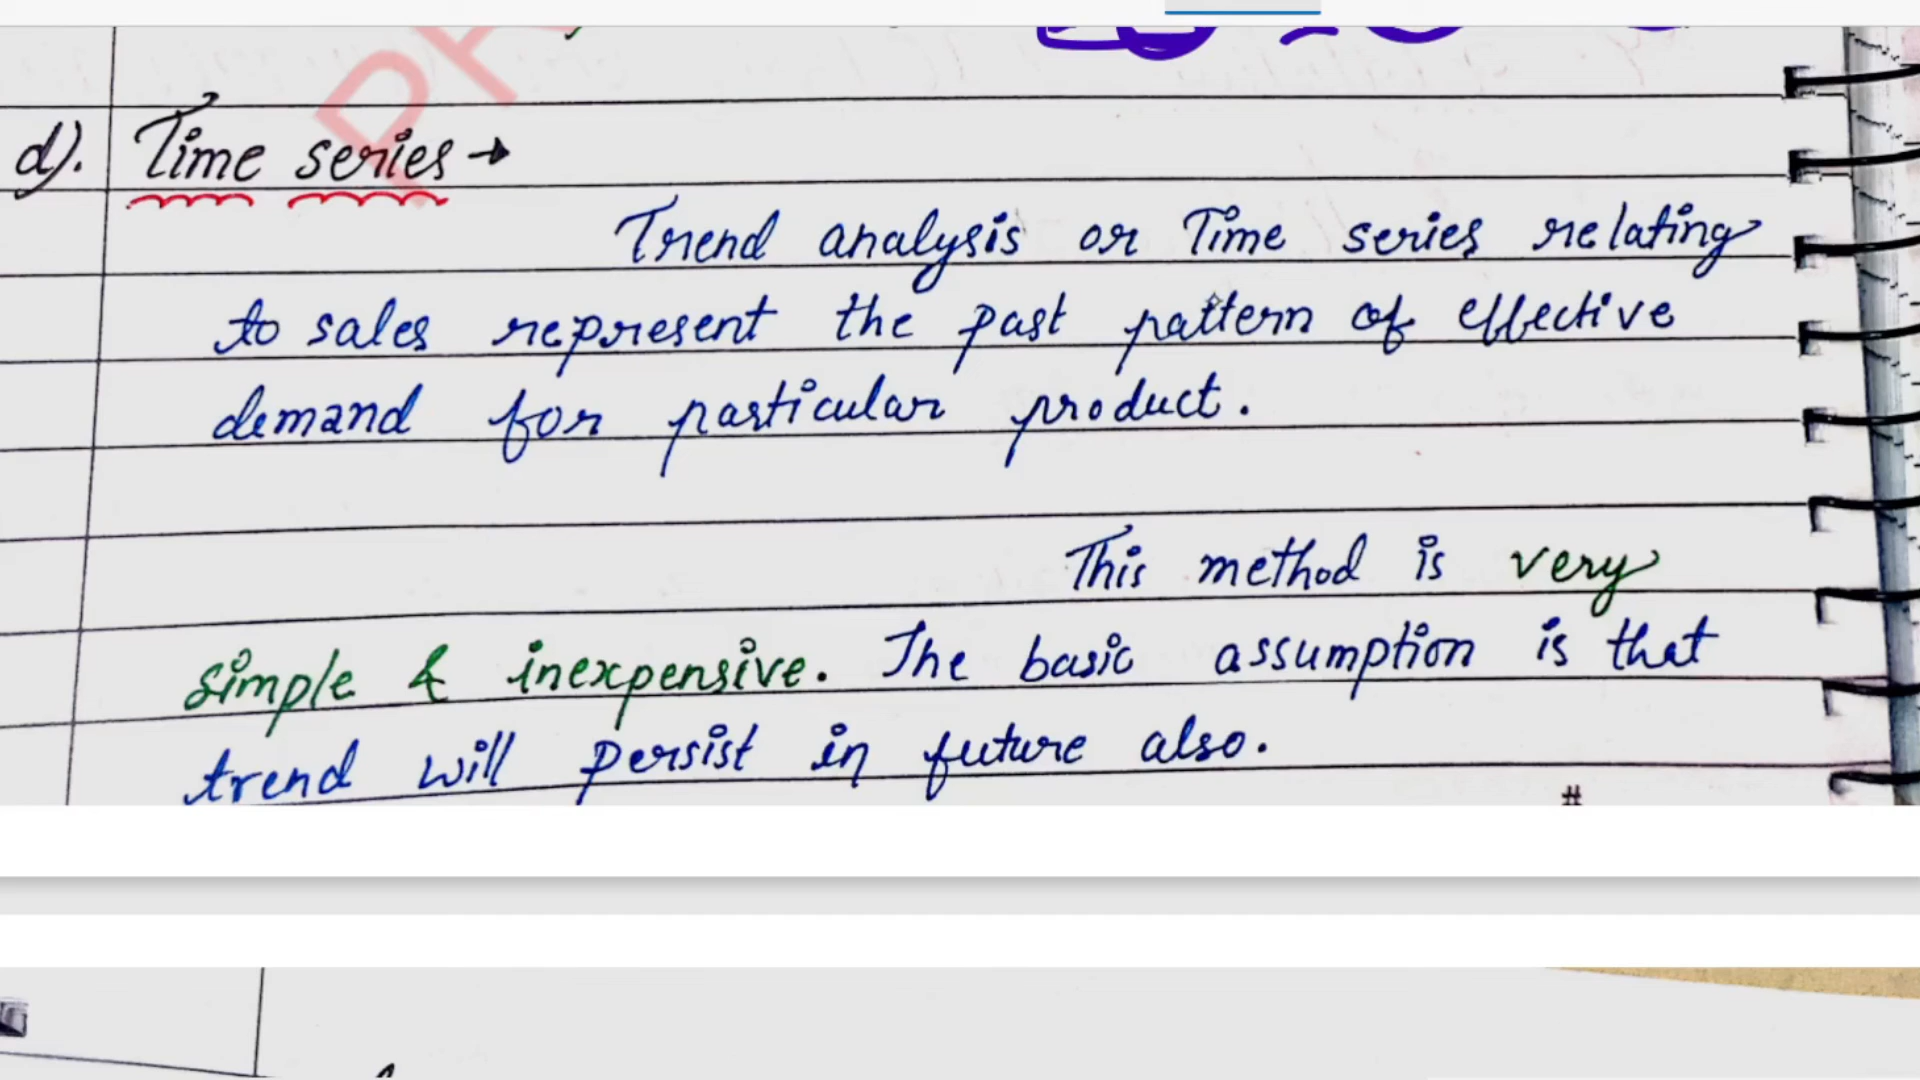 d). Time series →
Trend analysis or Time series relating
to sales represent the past pattern of effective
demand for particular product.
This method is very
simple & inexpensive. The basic assumption is that
trend will persist in future also.
#